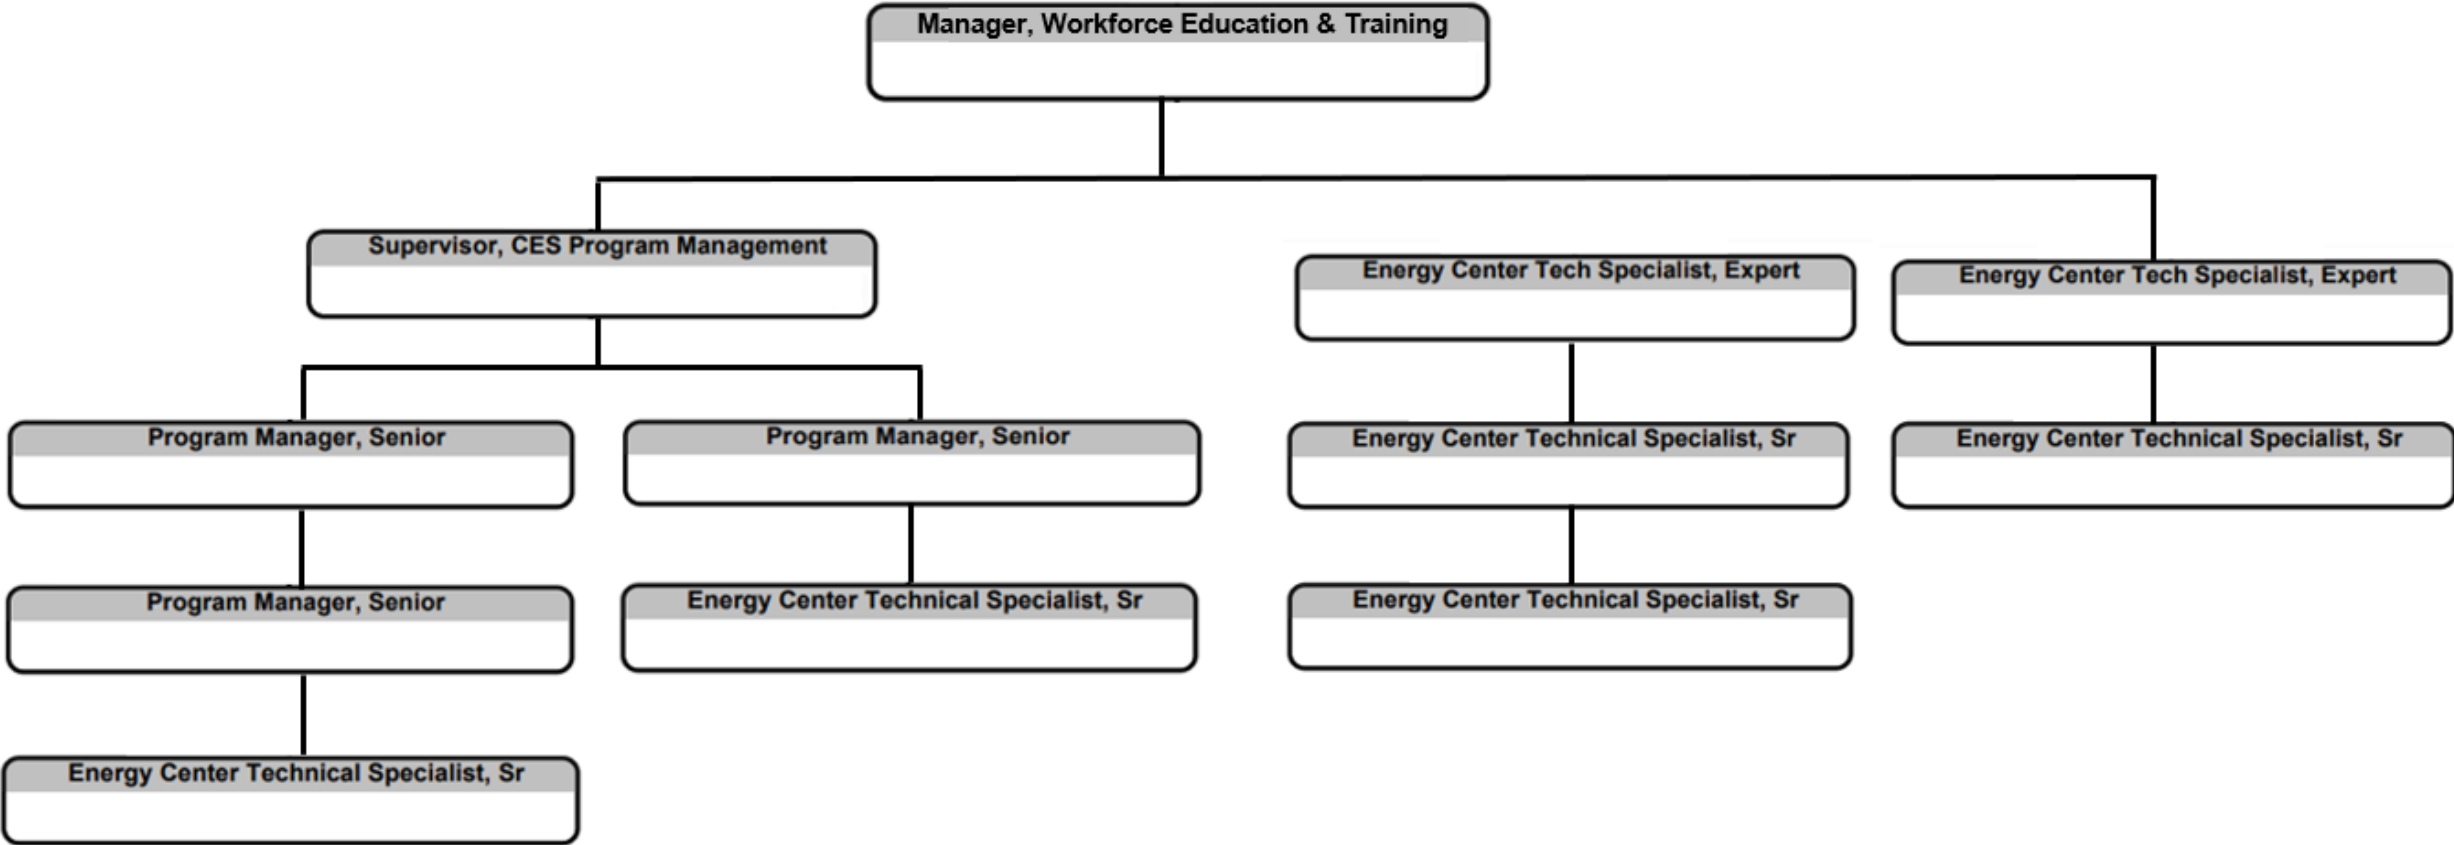 Manager, Workforce Education & Training
Supervisor, CES Program Management
Energy Center Tech Specialist, Expert
Energy Center Tech Specialist, Expert
Program Manager, Senior
Program Manager, Senior
Energy Center Technical Specialist, Sr
Energy Center Technical Specialist, Sr
Program Manager, Senior
Energy Center Technical Specialist, Sr
Energy Center Technical Specialist, Sr
Energy Center Technical Specialist, Sr